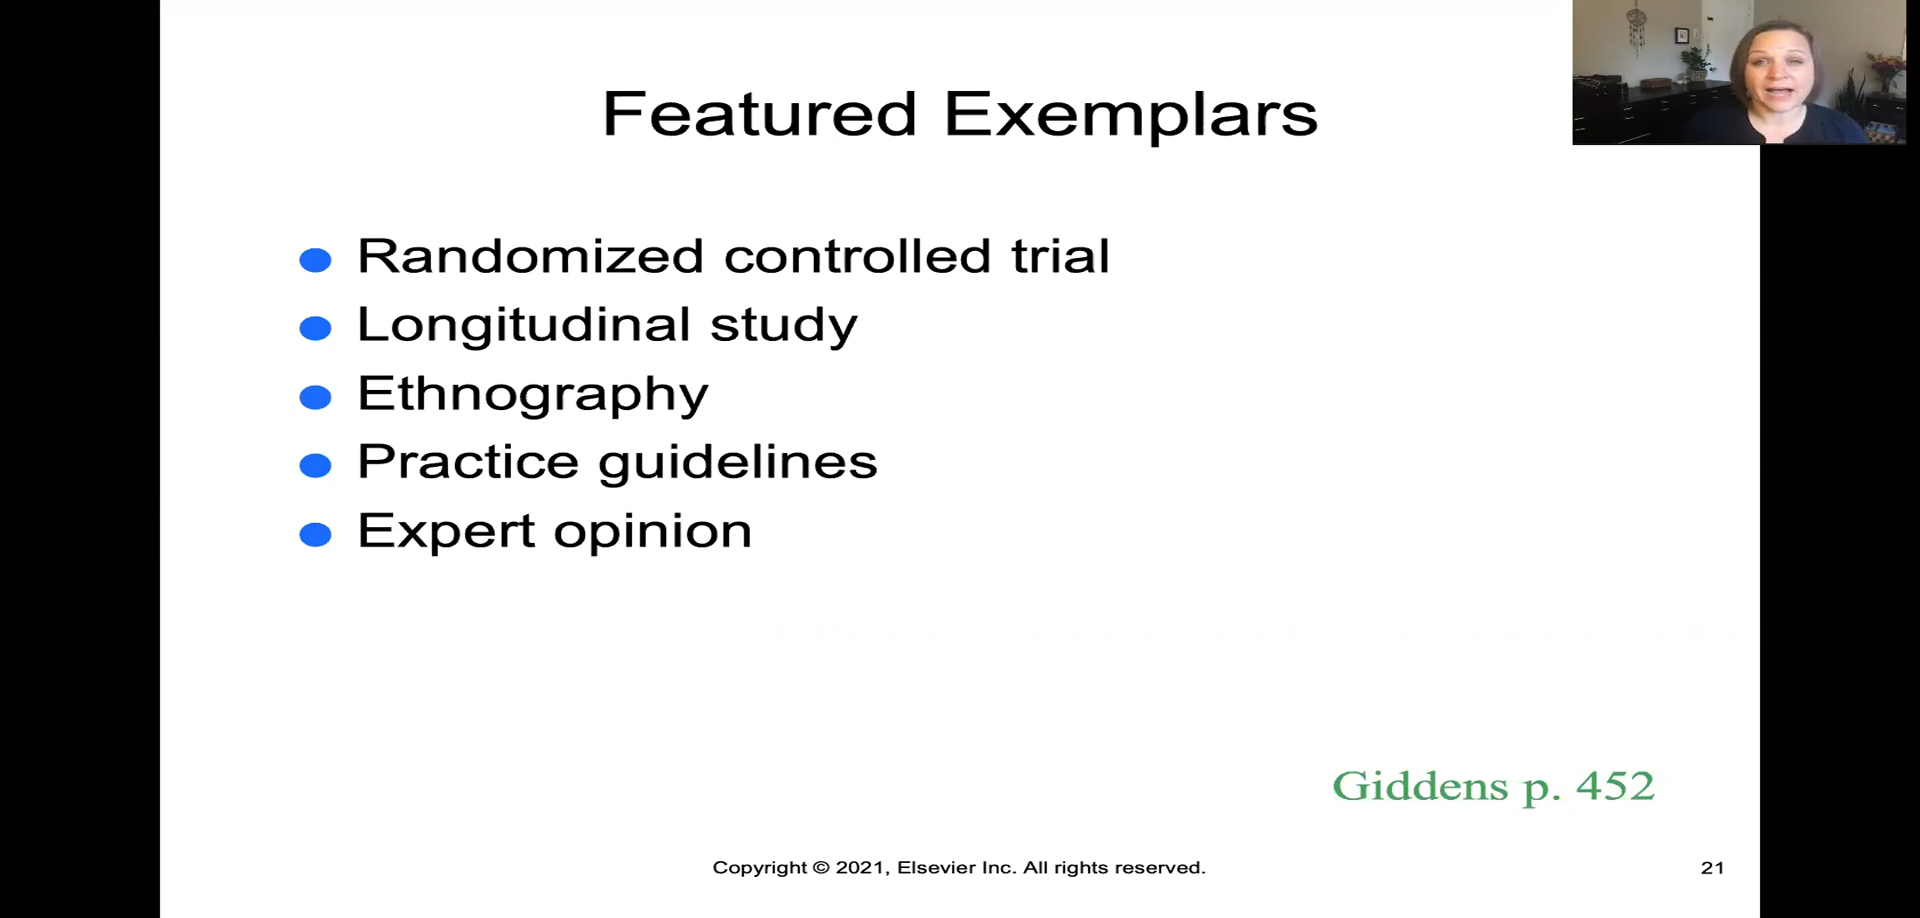 Featured Exemplars
Randomized controlled trial
Longitudinal study
Ethnography
Practice guidelines
Expert opinion
Giddens p. 452
Copyright © 2021, Elsevier Inc. All rights reserved.
21